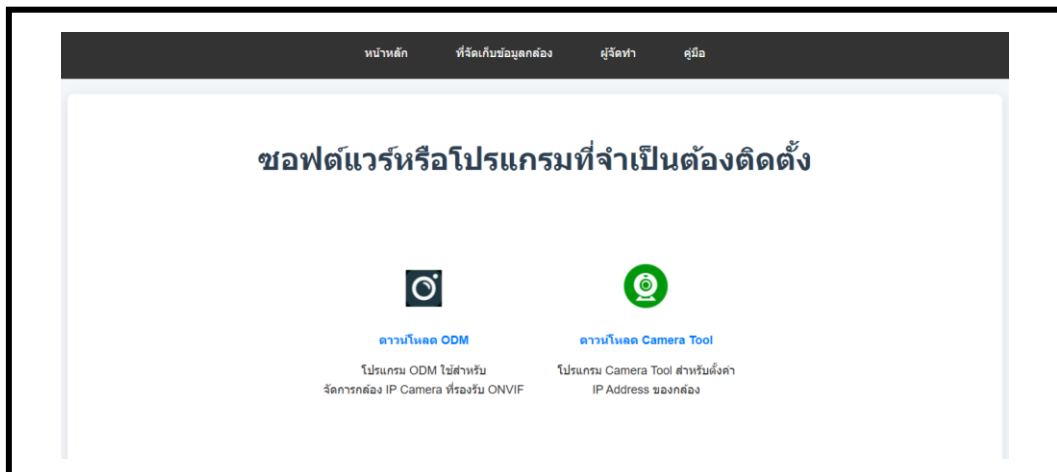 หน้าหลัก ที่จัดเก็บข้อมูลกล้อง ผู้จัดทำ คู่มือ
ซอฟต์แวร์หรือโปรแกรมที่จำเป็นต้องติดตั้ง
ดาวน์โหลด ODM
โปรแกรม ODM ใช้สำหรับ
จัดการกล้อง IP Camera ที่รองรับ ONVIF
ดาวน์โหลด Camera Tool
โปรแกรม Camera Tool สำหรับตั้งค่า
IP Address ของกล้อง